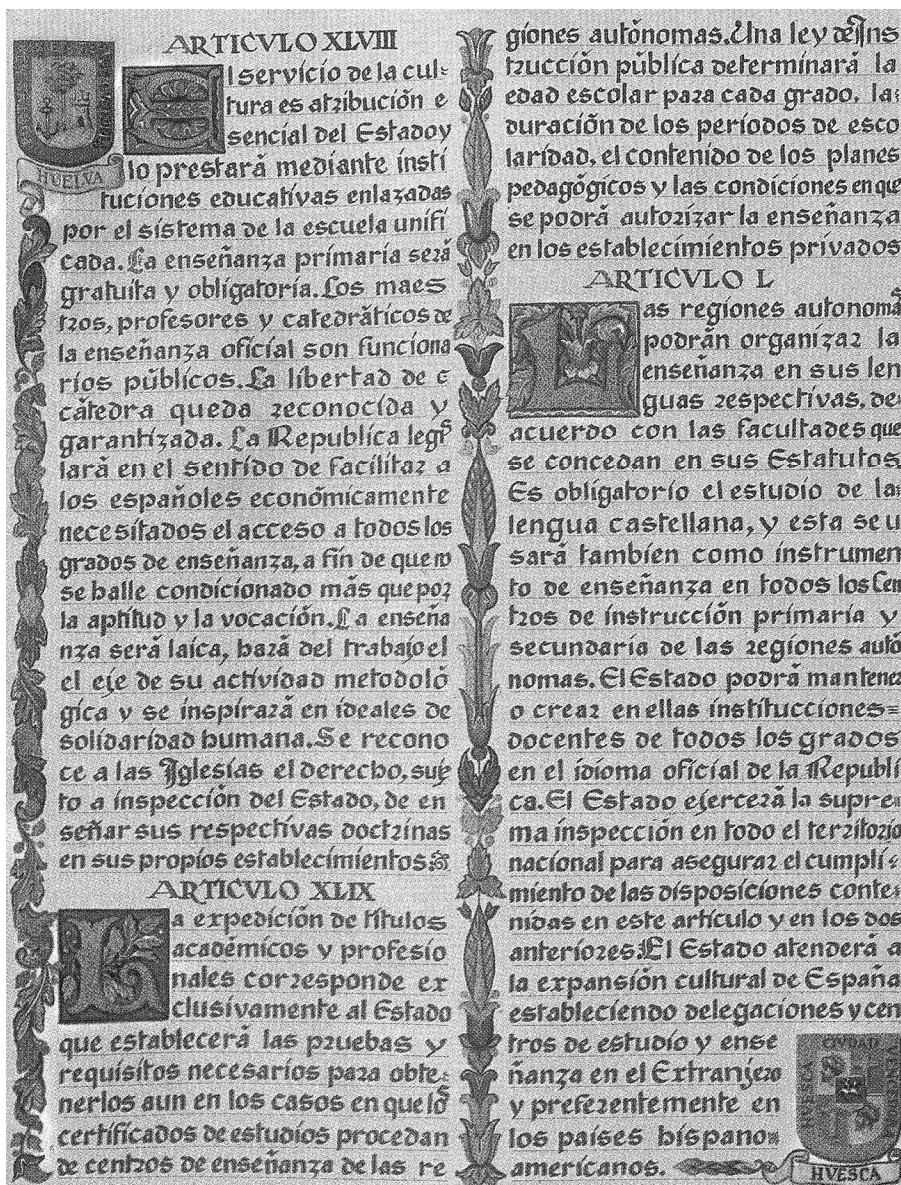 ARTICVLO XLVIII
HUELVA
El servicio de la cul-
tura es atribución e
sencial del Estado y
lo prestará mediante insti
tuciones educativas enlazadas
por el sistema de la escuela unifi
cada. La enseñanza primaria será
gratuita y obligatoria. Los maes
tros, profesores y catedráticos de
la enseñanza oficial son funciona
rios públicos. La libertad de c
cátedra queda reconocida y
garantizada. La Republica legis
lará en el sentido de facilitar a
los españoles económicamente
necesitados el acceso a todos los
grados de enseñanza, a fin de que no
se halle condicionado más que por
la aptitud y la vocación. La enseña
nza será laica, hará del trabajo el
el eje de su actividad metodoló
gica y se inspirará en ideales de
solidaridad humana. Se recono
ce a las Iglesias el derecho, suje
to a inspección del Estado, de en
señar sus respectivas doctrinas
en sus propios establecimientos.
ARTICVLO XLIX
La expedición de títulos
académicos y profesio
nales corresponde ex
clusivamente al Estado
que establecerá las pruebas y
requisitos necesarios para obte-
nerlos aun en los casos en que los
certificados de estudios procedan
de centros de enseñanza de las re
giones autónomas. Una ley de Ins
trucción pública determinará la
edad escolar para cada grado, la
duración de los períodos de esco
laridad, el contenido de los planes
pedagógicos y las condiciones en que
se podrá autorizar la enseñanza
en los establecimientos privados
ARTICVLO L
Las regiones autonomas
podrán organizar la
enseñanza en sus len
guas respectivas, de
acuerdo con las facultades que
se concedan en sus Estatutos
Es obligatorio el estudio de la
lengua castellana, y esta se u
sará tambien como instrumen
to de enseñanza en todos los Cen
tros de instrucción primaria y
secundaria de las regiones autó
nomas. El Estado podrá mantener
o crear en ellas instituciones=
docentes de todos los grados
en el idioma oficial de la Republi
ca. El Estado ejercerá la supre-
ma inspección en todo el territorio
nacional para asegurar el cumpli-
miento de las disposiciones conte-
nidas en este artículo y en los dos
anteriores. El Estado atenderá a
la expansión cultural de España
estableciendo delegaciones y cen
tros de estudio y ense
ñanza en el Extranjero
y preferentemente en
los países hispano=
americanos.
HVESCA